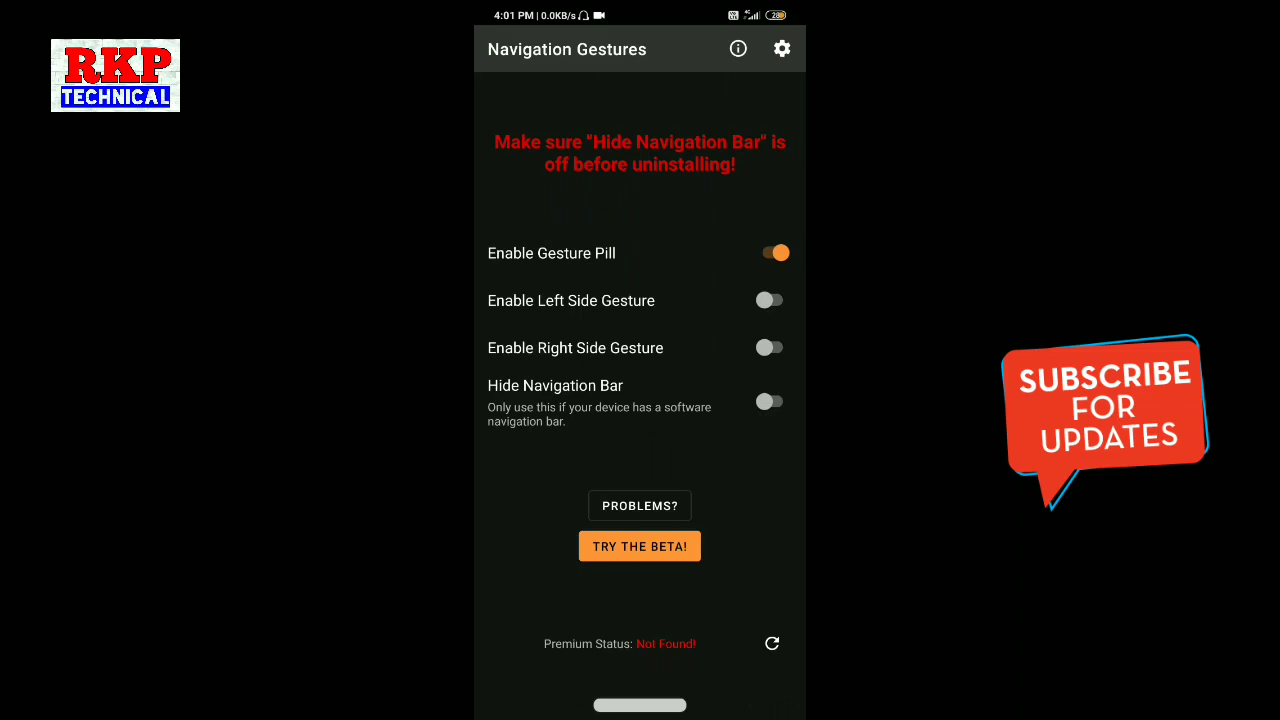 4:01 PM | 0.0KB/s
4G
28
RKP
TECHNICAL
Navigation Gestures
Make sure "Hide Navigation Bar" is
off before uninstalling!
Enable Gesture Pill
Enable Left Side Gesture
Enable Right Side Gesture
Hide Navigation Bar
Only use this if your device has a software
navigation bar.
SUBSCRIBE
FOR
UPDATES
PROBLEMS?
TRY THE BETA!
Premium Status: Not Found!